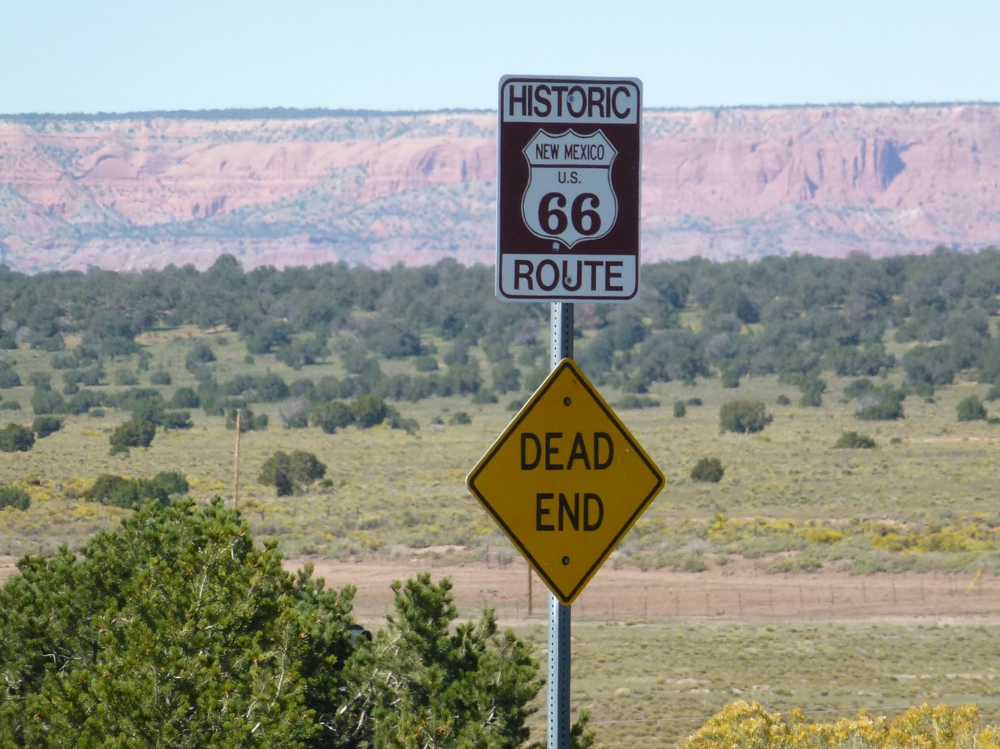 HISTORIC
NEW MEXICO
U.S.
66
ROUTE
DEAD
END